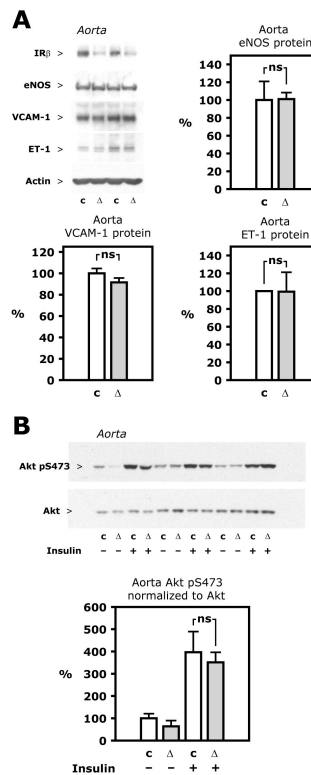 A
Aorta
IRβ >
eNOS >
VCAM-1 >
ET-1 >
Actin >
c Δ c Δ
Aorta
eNOS protein
ns
%
140
120
100
80
60
40
20
0
c Δ
Aorta
VCAM-1 protein
ns
%
120
100
80
60
40
20
0
c Δ
Aorta
ET-1 protein
ns
%
140
120
100
80
60
40
20
0
c Δ
B
Aorta
Akt pS473 >
Akt >
c Δ c Δ c Δ c Δ c Δ c Δ
Insulin – – + + – – + + – – + +
Aorta Akt pS473
normalized to Akt
ns
%
600
500
400
300
200
100
0
c Δ c Δ
Insulin – – + +